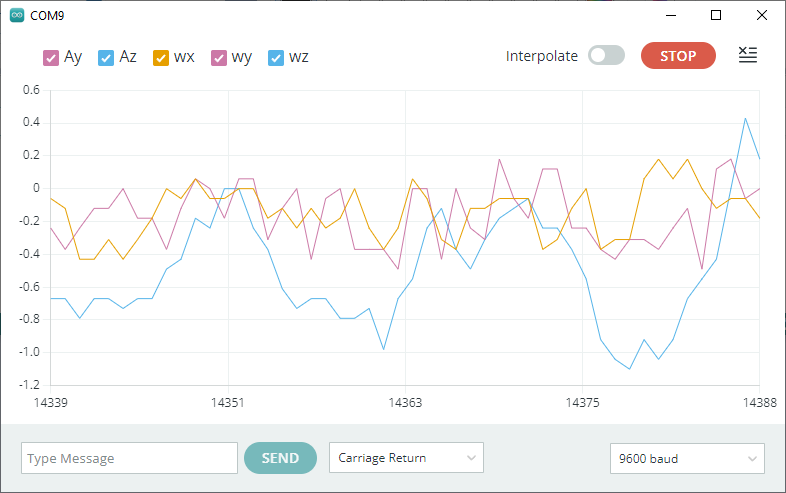 COM9
Ay Az wx wy wz Interpolate STOP
0.6
0.4
0.2
0
-0.2
-0.4
-0.6
-0.8
-1.0
-1.2
14339 14351 14363 14375 14388
Type Message SEND Carriage Return 9600 baud